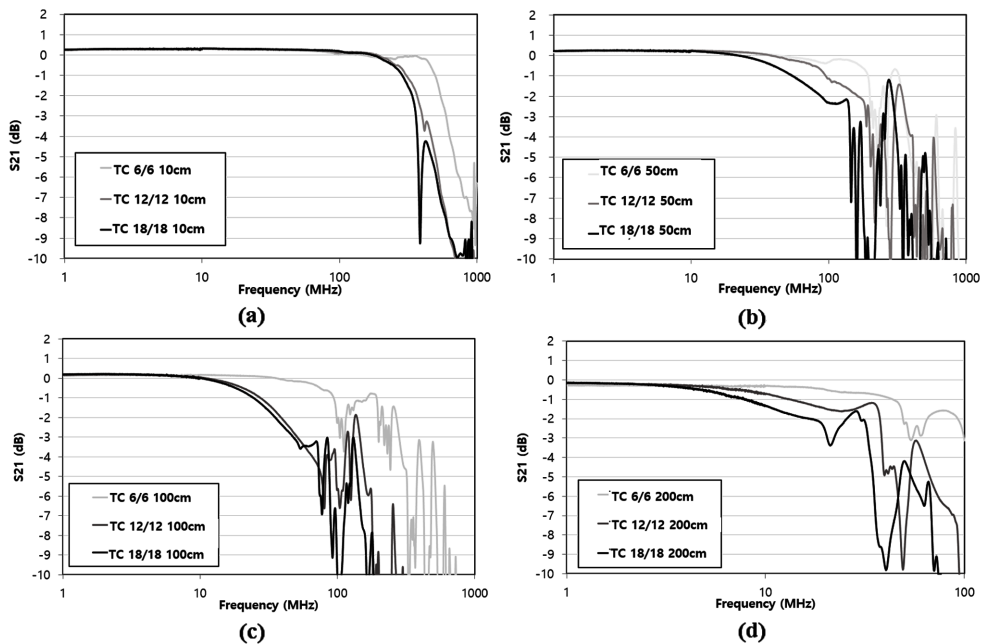 2
1
0
-1
-2
-3
-4
-5
-6
-7
-8
-9
-10
S21 (dB)
TC 6/6 10cm
TC 12/12 10cm
TC 18/18 10cm
1 10 100 1000
Frequency (MHz)
(a)
2
1
0
-1
-2
-3
-4
-5
-6
-7
-8
-9
-10
S21 (dB)
TC 6/6 50cm
TC 12/12 50cm
TC 18/18 50cm
1 10 100 1000
Frequency (MHz)
(b)
2
1
0
-1
-2
-3
-4
-5
-6
-7
-8
-9
-10
S21 (dB)
TC 6/6 100cm
TC 12/12 100cm
TC 18/18 100cm
1 10 100 1000
Frequency (MHz)
(c)
2
1
0
-1
-2
-3
-4
-5
-6
-7
-8
-9
-10
S21 (dB)
TC 6/6 200cm
TC 12/12 200cm
TC 18/18 200cm
1 10 100
Frequency (MHz)
(d)